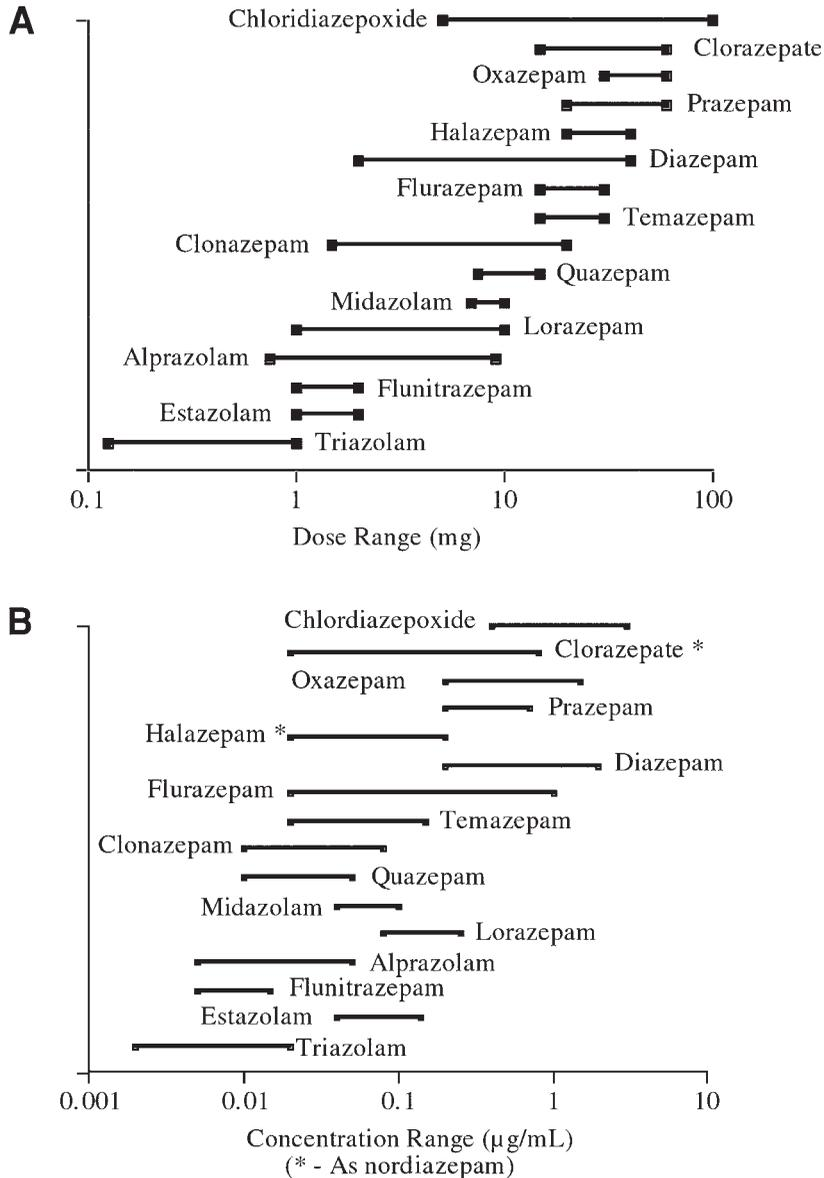 A
Chloridiazepoxide
Clorazepate
Oxazepam
Prazepam
Halazepam
Diazepam
Flurazepam
Temazepam
Clonazepam
Quazepam
Midazolam
Lorazepam
Alprazolam
Flunitrazepam
Estazolam
Triazolam
0.1 1 10 100
Dose Range (mg)
B
Chlordiazepoxide
Clorazepate *
Oxazepam
Prazepam
Halazepam *
Diazepam
Flurazepam
Temazepam
Clonazepam
Quazepam
Midazolam
Lorazepam
Alprazolam
Flunitrazepam
Estazolam
Triazolam
0.001 0.01 0.1 1 10
Concentration Range (µg/mL)
(* - As nordiazepam)